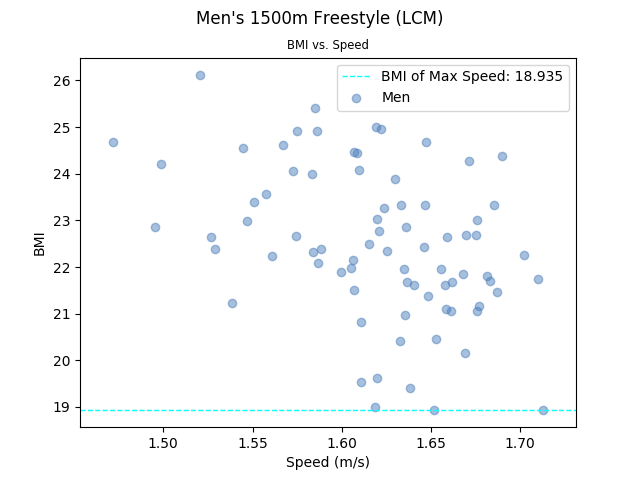 Men's 1500m Freestyle (LCM)
BMI vs. Speed
BMI of Max Speed: 18.935
Men
26
25
24
23
22
21
20
19
BMI
1.50 1.55 1.60 1.65 1.70
Speed (m/s)